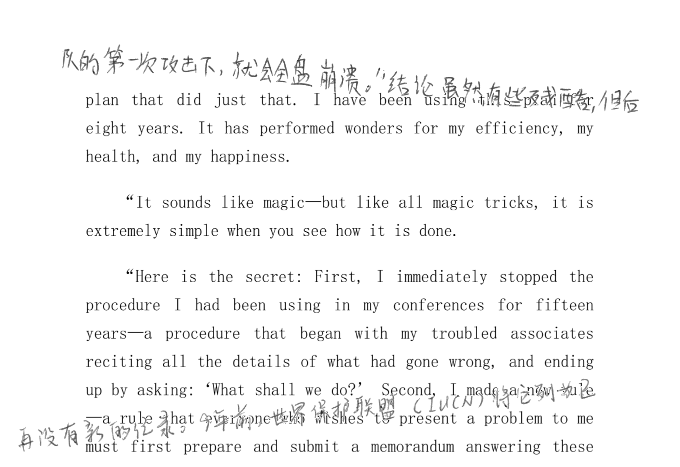 队的第一次攻击下，就会全盘崩溃。"结论虽然有些残酷，但后
plan that did just that. I have been using this plan for
eight years. It has performed wonders for my efficiency, my
health, and my happiness.
“It sounds like magic—but like all magic tricks, it is
extremely simple when you see how it is done.
“Here is the secret: First, I immediately stopped the
procedure I had been using in my conferences for fifteen
years—a procedure that began with my troubled associates
reciting all the details of what had gone wrong, and ending
up by asking: ‘What shall we do?’ Second, I made a new rule
—a rule that everyone who wishes to present a problem to me
再没有新的记录。年前，世界保护联盟（IUCN）将它列为已
must first prepare and submit a memorandum answering these